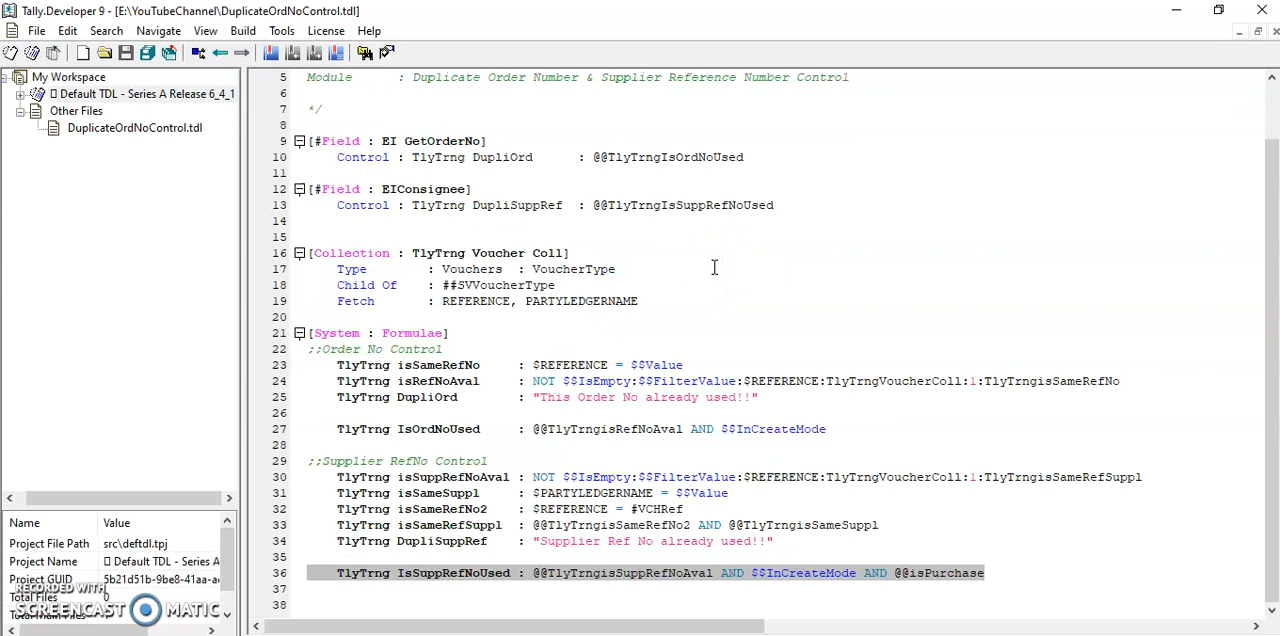 Tally.Developer 9 - [E:\YouTubeChannel\DuplicateOrdNoControl.tdl]
File Edit Search Navigate View Build Tools License Help
My Workspace
Default TDL - Series A Release 6_4_1
Other Files
DuplicateOrdNoControl.tdl
Name Value
Project File Path src\deftdl.tpj
Project Name Default TDL - Series A
Project GUID 5b21d51b-9be8-41aa-a
Total Files 0
RECORDED WITH
SCREENCAST MATIC
5 Module : Duplicate Order Number & Supplier Reference Number Control
6
7 */
8
9 [#Field : EI GetOrderNo]
10 Control : TlyTrng DupliOrd : @@TlyTrngIsOrdNoUsed
11
12 [#Field : EIConsignee]
13 Control : TlyTrng DupliSuppRef : @@TlyTrngIsSuppRefNoUsed
14
15
16 [Collection : TlyTrng Voucher Coll]
17 Type : Vouchers : VoucherType
18 Child Of : ##SVVoucherType
19 Fetch : REFERENCE, PARTYLEDGERNAME
20
21 [System : Formulae]
22 ;;Order No Control
23 TlyTrng isSameRefNo : $REFERENCE = $$Value
24 TlyTrng isRefNoAval : NOT $$IsEmpty:$$FilterValue:$REFERENCE:TlyTrngVoucherColl:1:TlyTrngisSameRefNo
25 TlyTrng DupliOrd : "This Order No already used!!"
26
27 TlyTrng IsOrdNoUsed : @@TlyTrngisRefNoAval AND $$InCreateMode
28
29 ;;Supplier RefNo Control
30 TlyTrng isSuppRefNoAval : NOT $$IsEmpty:$$FilterValue:$REFERENCE:TlyTrngVoucherColl:1:TlyTrngisSameRefSuppl
31 TlyTrng isSameSuppl : $PARTYLEDGERNAME = $$Value
32 TlyTrng isSameRefNo2 : $REFERENCE = #VCHRef
33 TlyTrng isSameRefSuppl : @@TlyTrngisSameRefNo2 AND @@TlyTrngisSameSuppl
34 TlyTrng DupliSuppRef : "Supplier Ref No already used!!"
35
36 TlyTrng IsSuppRefNoUsed : @@TlyTrngisSuppRefNoAval AND $$InCreateMode AND @@isPurchase
37
38